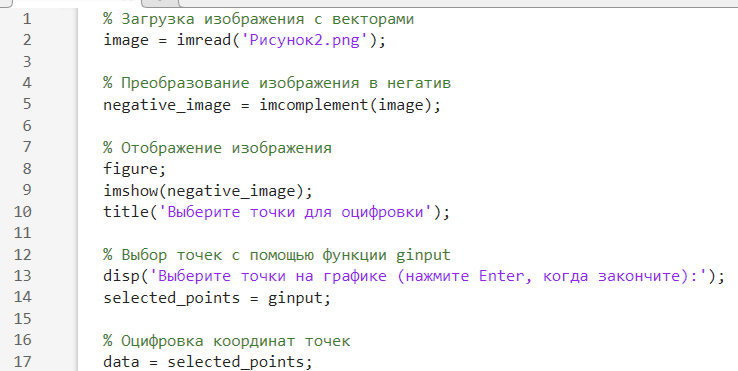 1 % Загрузка изображения с векторами
2 image = imread('Рисунок2.png');
3
4 % Преобразование изображения в негатив
5 negative_image = imcomplement(image);
6
7 % Отображение изображения
8 figure;
9 imshow(negative_image);
10 title('Выберите точки для оцифровки');
11
12 % Выбор точек с помощью функции ginput
13 disp('Выберите точки на графике (нажмите Enter, когда закончите):');
14 selected_points = ginput;
15
16 % Оцифровка координат точек
17 data = selected_points;